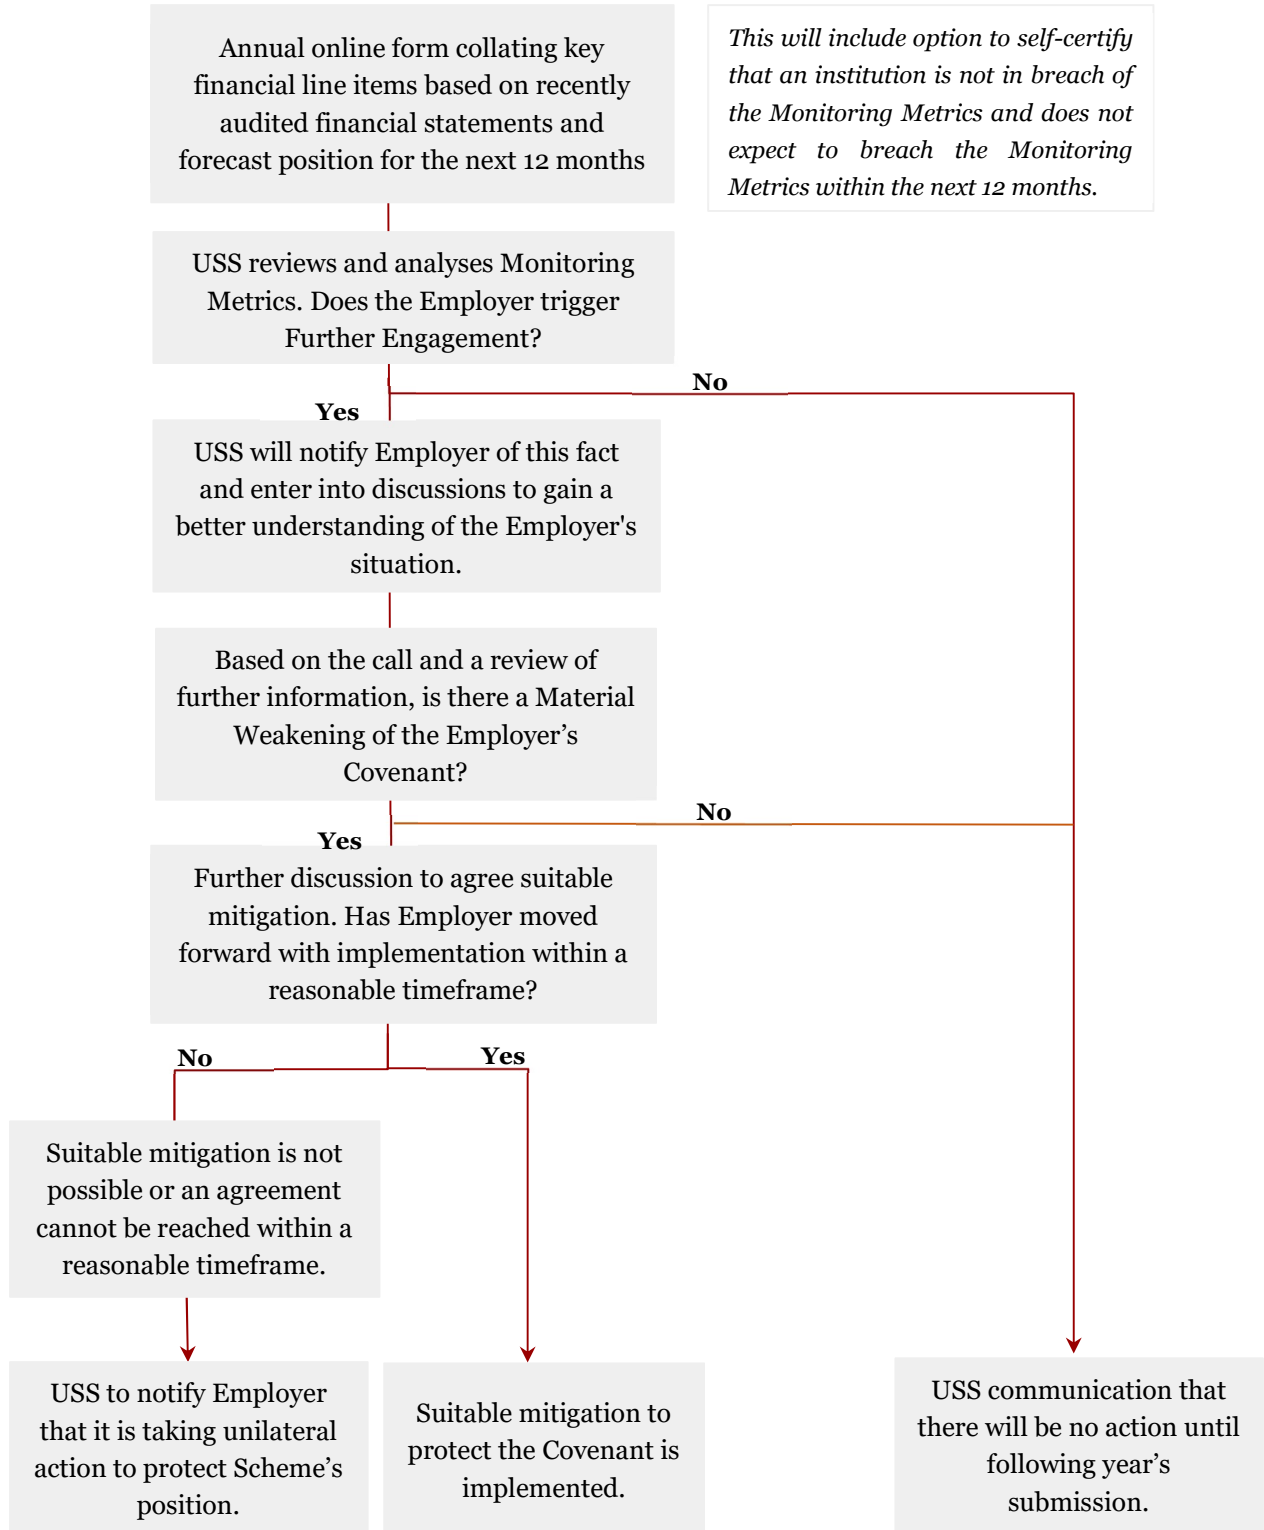 Annual online form collating key
financial line items based on recently
audited financial statements and
forecast position for the next 12 months
This will include option to self-certify
that an institution is not in breach of
the Monitoring Metrics and does not
expect to breach the Monitoring
Metrics within the next 12 months.
USS reviews and analyses Monitoring
Metrics. Does the Employer trigger
Further Engagement?
No
Yes
USS will notify Employer of this fact
and enter into discussions to gain a
better understanding of the Employer's
situation.
Based on the call and a review of
further information, is there a Material
Weakening of the Employer’s
Covenant?
No
Yes
Further discussion to agree suitable
mitigation. Has Employer moved
forward with implementation within a
reasonable timeframe?
No
Yes
Suitable mitigation is not
possible or an agreement
cannot be reached within a
reasonable timeframe.
USS to notify Employer
that it is taking unilateral
action to protect Scheme’s
position.
Suitable mitigation to
protect the Covenant is
implemented.
USS communication that
there will be no action until
following year’s
submission.